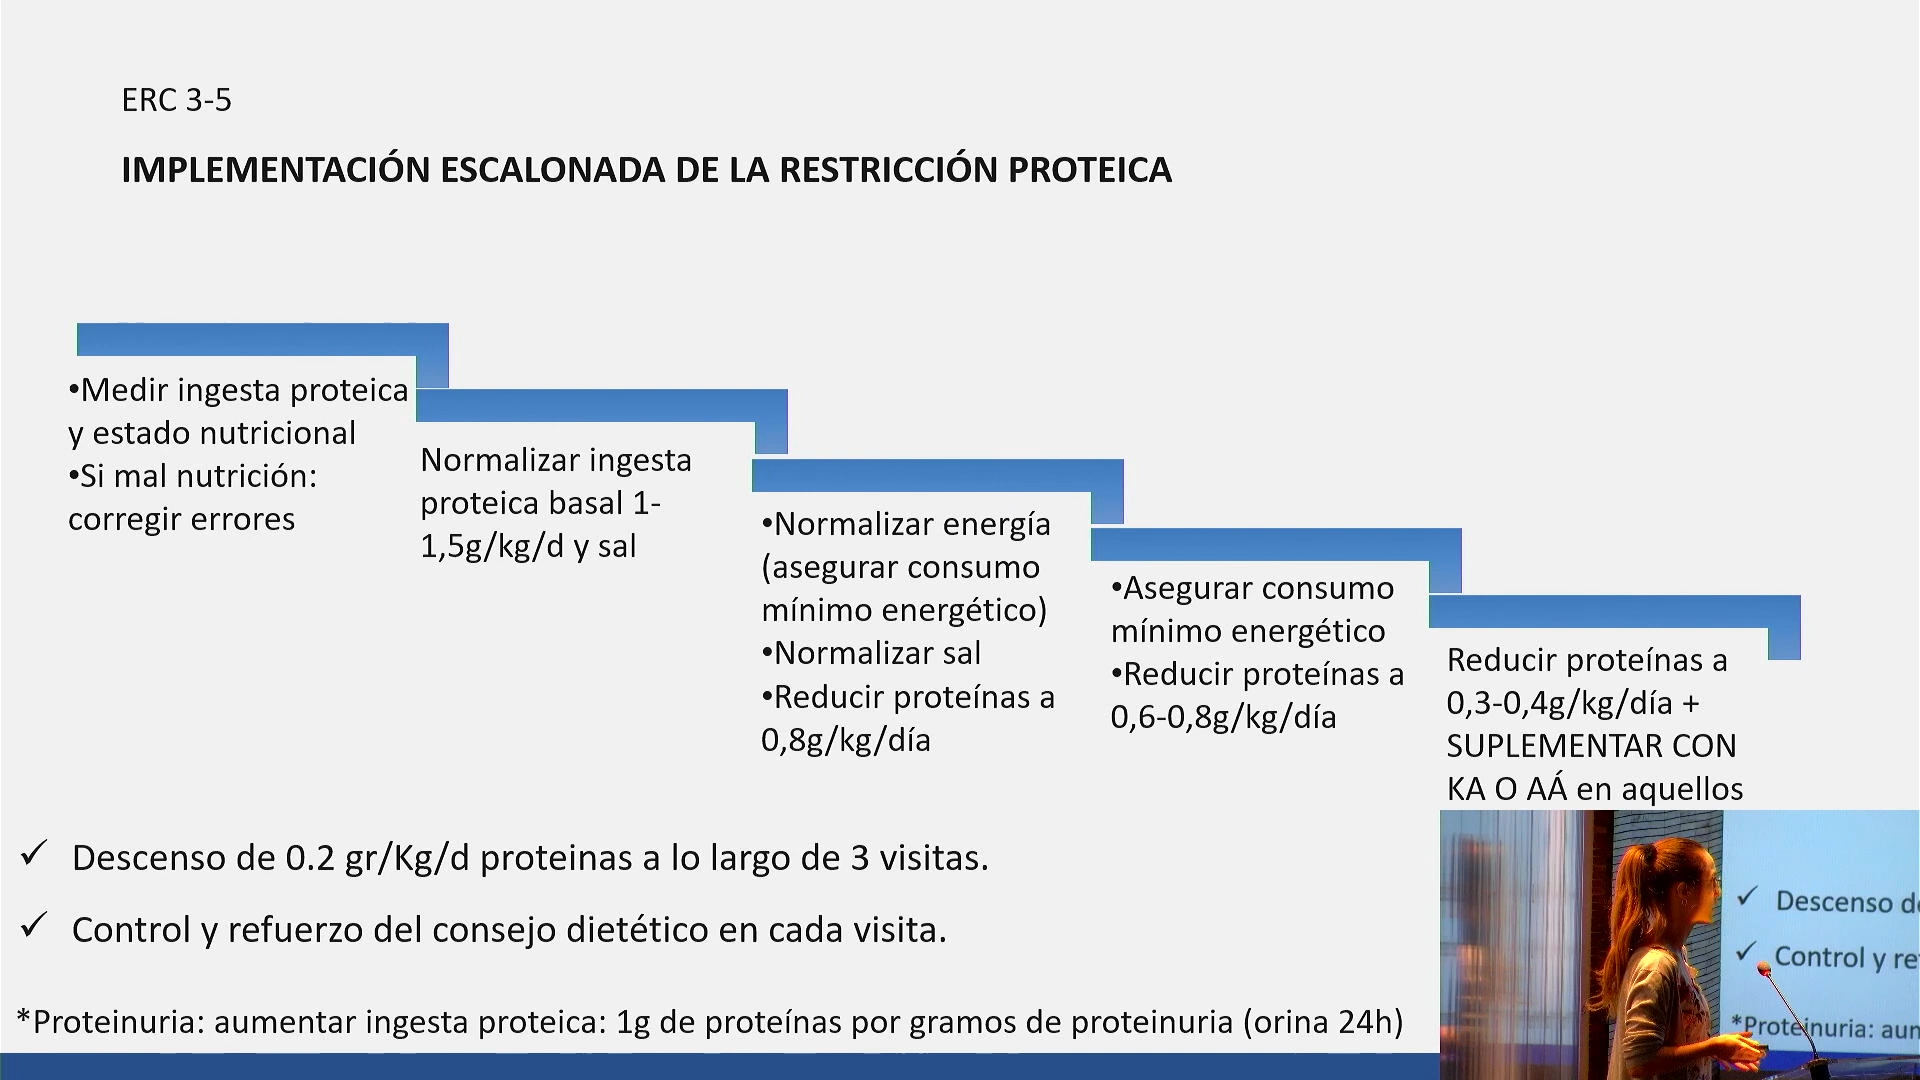 ERC 3-5
IMPLEMENTACIÓN ESCALONADA DE LA RESTRICCIÓN PROTEICA
•Medir ingesta proteica
y estado nutricional
•Si mal nutrición:
corregir errores
Normalizar ingesta
proteica basal 1-
1,5g/kg/d y sal
•Normalizar energía
(asegurar consumo
mínimo energético)
•Normalizar sal
•Reducir proteínas a
0,8g/kg/día
•Asegurar consumo
mínimo energético
•Reducir proteínas a
0,6-0,8g/kg/día
Reducir proteínas a
0,3-0,4g/kg/día +
SUPLEMENTAR CON
KA O AÁ en aquellos
✓ Descenso de 0.2 gr/Kg/d proteinas a lo largo de 3 visitas.
✓ Control y refuerzo del consejo dietético en cada visita.
*Proteinuria: aumentar ingesta proteica: 1g de proteínas por gramos de proteinuria (orina 24h)
✓ Descenso
✓ Control y
*Proteinuria: